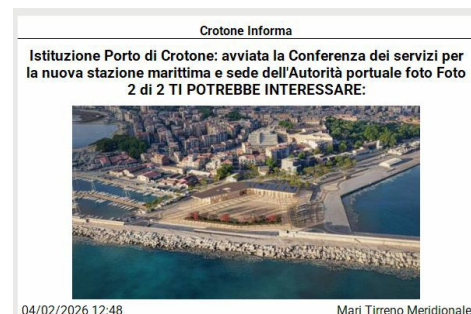 Crotone Informa
Istituzione Porto di Crotone: avviata la Conferenza dei servizi per
la nuova stazione marittima e sede dell'Autorità portuale foto Foto
2 di 2 TI POTREBBE INTERESSARE:
04/02/2026 12:48
Mari Tirreno Meridionale